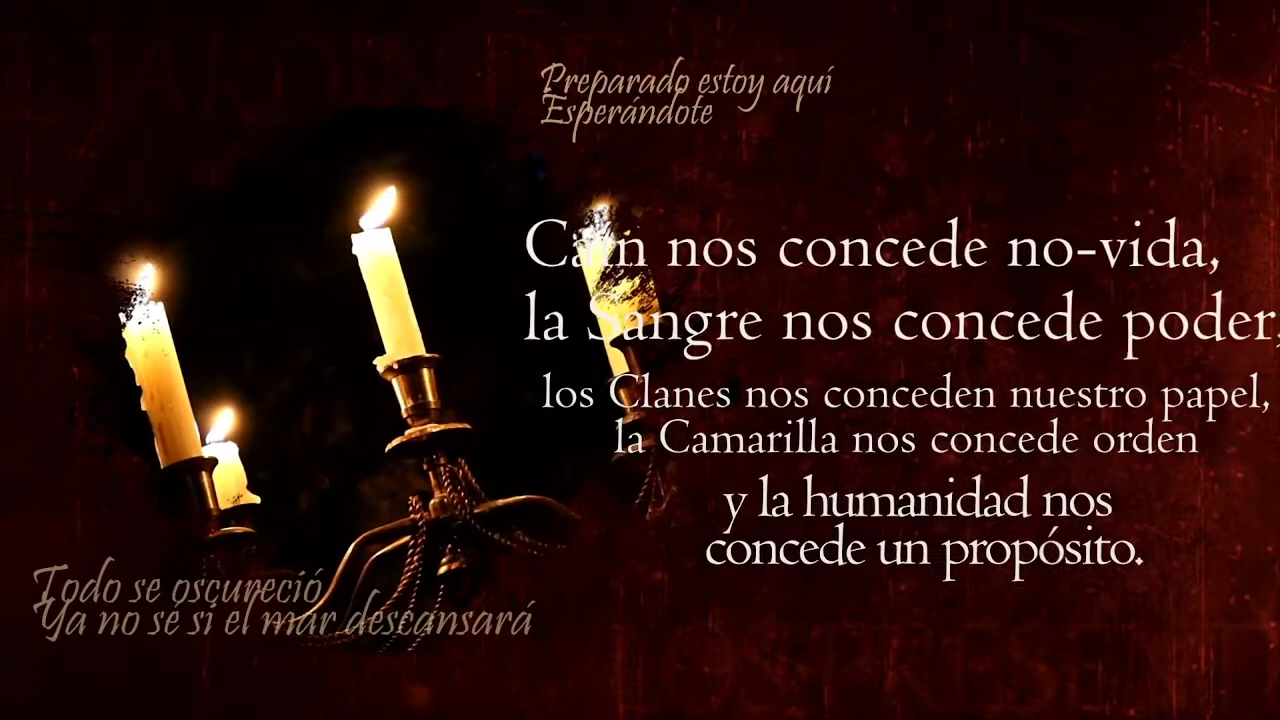 Preparado estoy aquí
Esperándote
Caín nos concede no-vida,
la Sangre nos concede poder,
los Clanes nos conceden nuestro papel,
la Camarilla nos concede orden
y la humanidad nos
concede un propósito.
Todo se oscureció
Ya no sé si el mar descansará